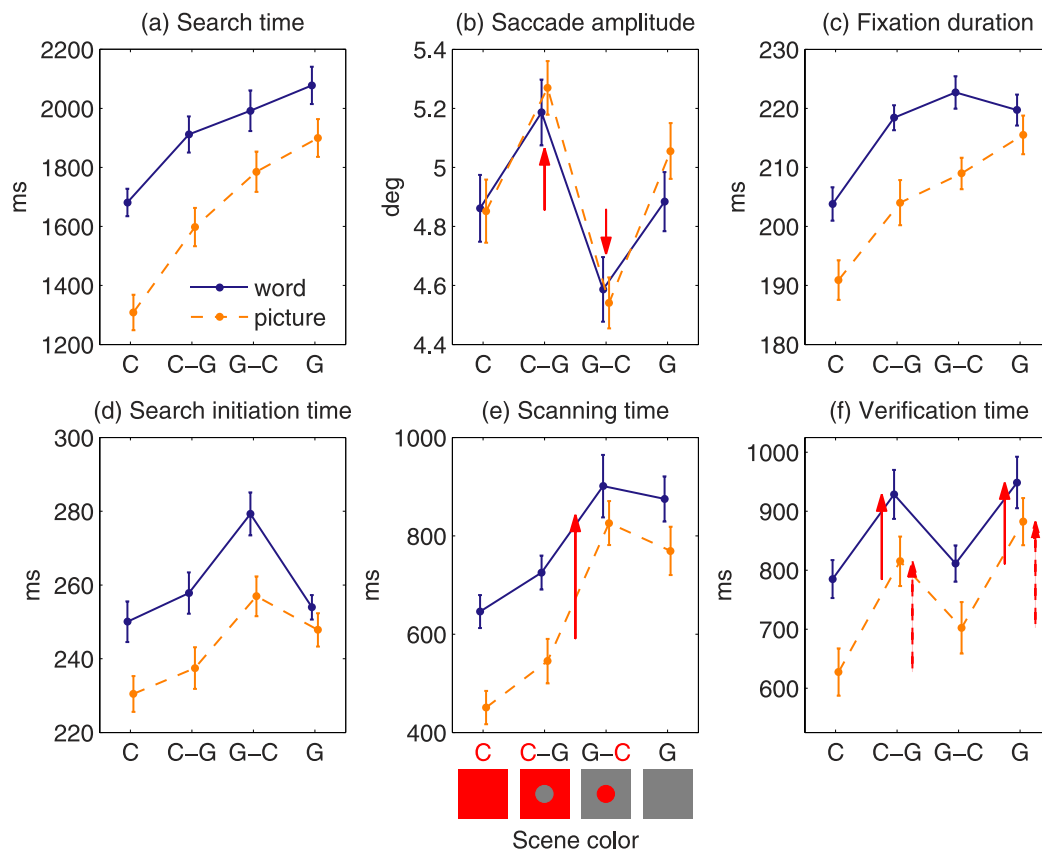 (a) Search time
2200
2000
1800
1600
1400
1200
ms
word
picture
C C–G G–C G
(b) Saccade amplitude
5.4
5.2
5
4.8
4.6
4.4
deg
C C–G G–C G
(c) Fixation duration
230
220
210
200
190
180
ms
C C–G G–C G
(d) Search initiation time
300
280
260
240
220
ms
C C–G G–C G
(e) Scanning time
1000
800
600
400
ms
C C–G G–C G
Scene color
(f) Verification time
1000
900
800
700
600
ms
C C–G G–C G